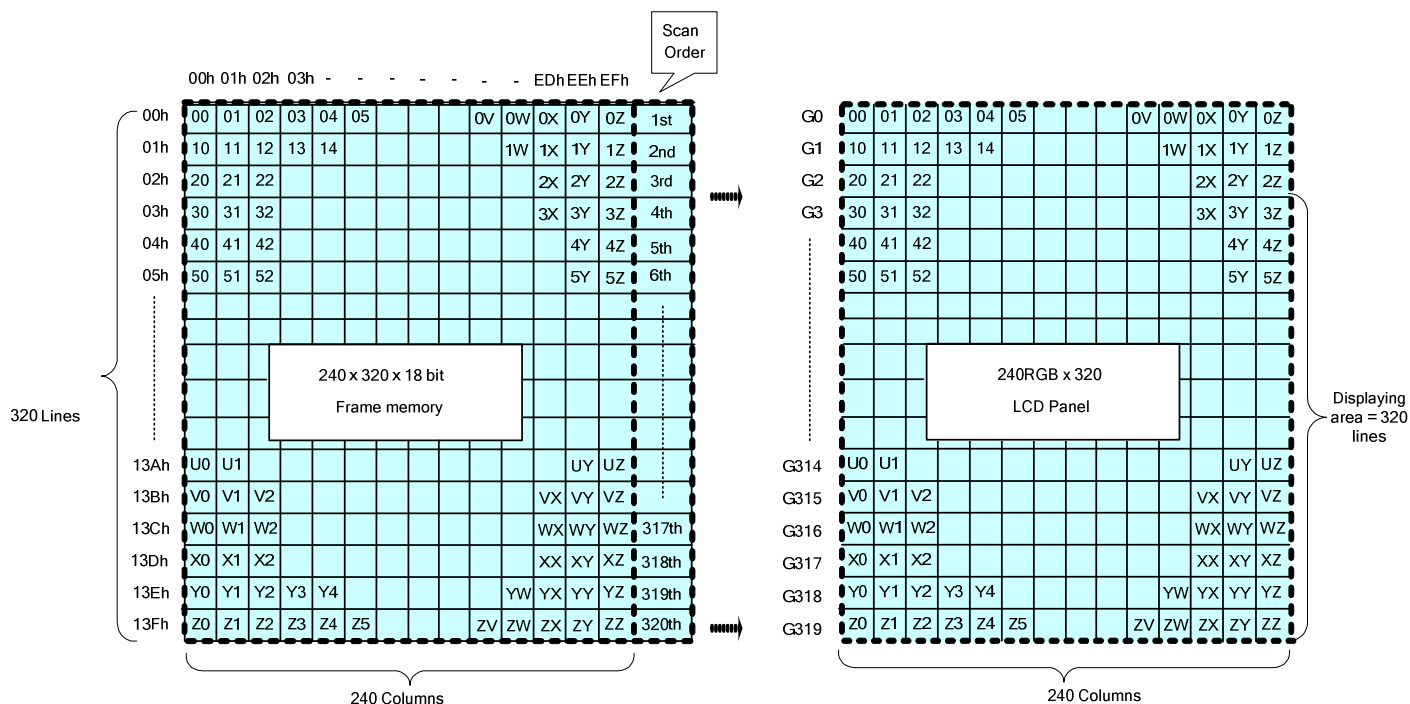 Scan
Order
00h 01h 02h 03h - - - - - - - EDh EEh EFh
00h 00 01 02 03 04 05 0V 0W 0X 0Y 0Z 1st
01h 10 11 12 13 14 1W 1X 1Y 1Z 2nd
02h 20 21 22 2X 2Y 2Z 3rd
03h 30 31 32 3X 3Y 3Z 4th
04h 40 41 42 4Y 4Z 5th
05h 50 51 52 5Y 5Z 6th
240 x 320 x 18 bit
Frame memory
320 Lines
13Ah U0 U1 UY UZ
13Bh V0 V1 V2 VX VY VZ
13Ch W0 W1 W2 WX WY WZ 317th
13Dh X0 X1 X2 XX XY XZ 318th
13Eh Y0 Y1 Y2 Y3 Y4 YW YX YY YZ 319th
13Fh Z0 Z1 Z2 Z3 Z4 Z5 ZV ZW ZX ZY ZZ 320th
240 Columns
G0 00 01 02 03 04 05 0V 0W 0X 0Y 0Z
G1 10 11 12 13 14 1W 1X 1Y 1Z
G2 20 21 22 2X 2Y 2Z
G3 30 31 32 3X 3Y 3Z
40 41 42 4Y 4Z
50 51 52 5Y 5Z
240RGB x 320
LCD Panel
Displaying
area = 320
lines
G314 U0 U1 UY UZ
G315 V0 V1 V2 VX VY VZ
G316 W0 W1 W2 WX WY WZ
G317 X0 X1 X2 XX XY XZ
G318 Y0 Y1 Y2 Y3 Y4 YW YX YY YZ
G319 Z0 Z1 Z2 Z3 Z4 Z5 ZV ZW ZX ZY ZZ
240 Columns